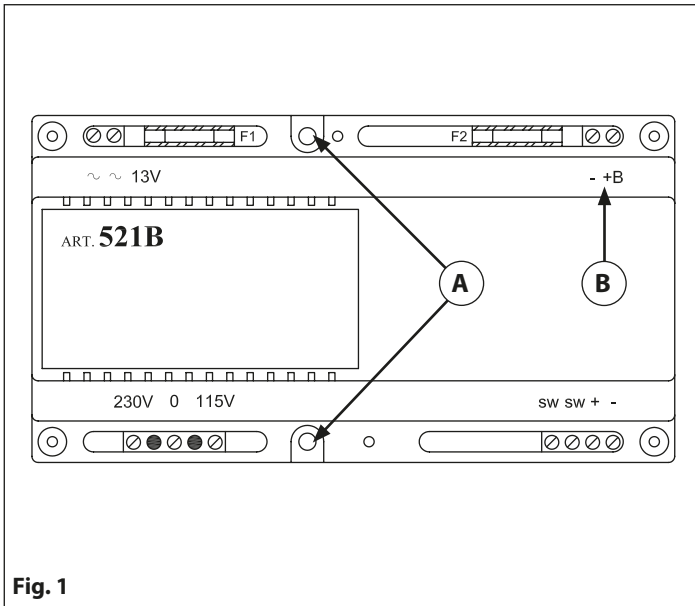 F1 F2
∼ ∼ 13V - +B
ART. 521B
A B
230V 0 115V sw sw + -
Fig. 1